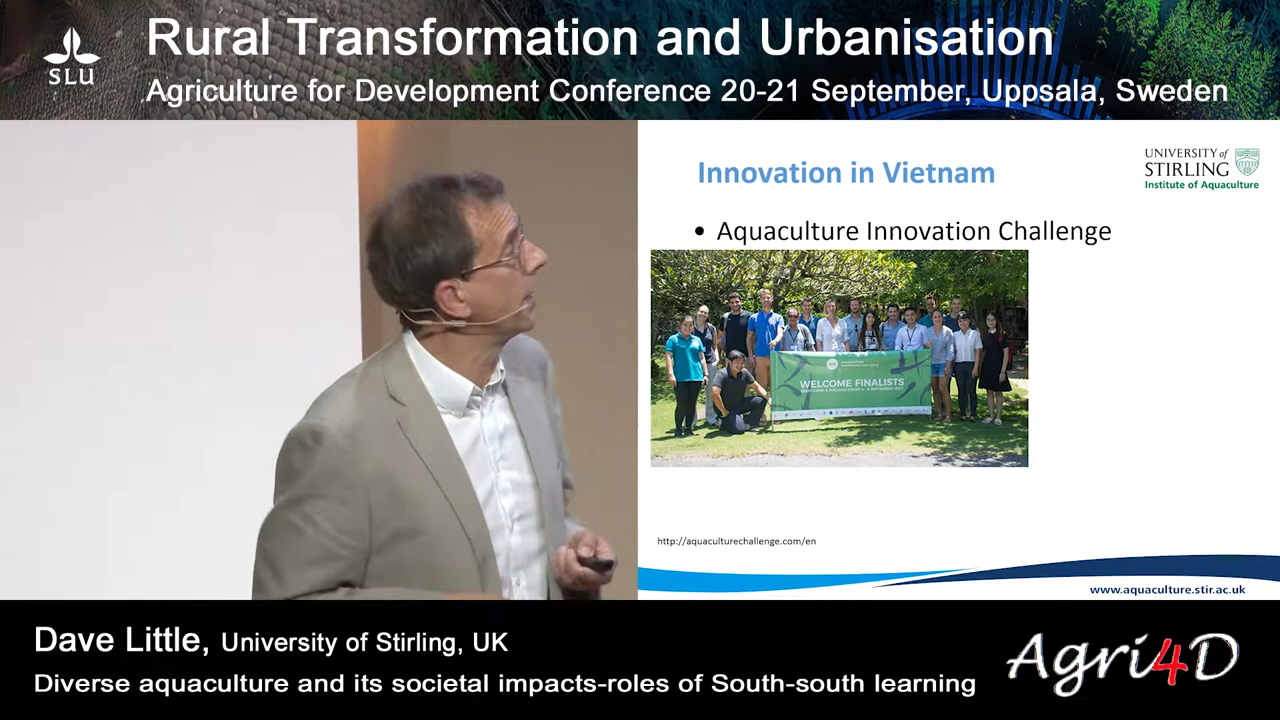 SLU
Rural Transformation and Urbanisation
Agriculture for Development Conference 20-21 September, Uppsala, Sweden
Innovation in Vietnam
UNIVERSITY of
STIRLING
Institute of Aquaculture
• Aquaculture Innovation Challenge
WELCOME FINALISTS
http://aquaculturechallenge.com/en
www.aquaculture.stir.ac.uk
Dave Little, University of Stirling, UK
Diverse aquaculture and its societal impacts-roles of South-south learning
Agri4D